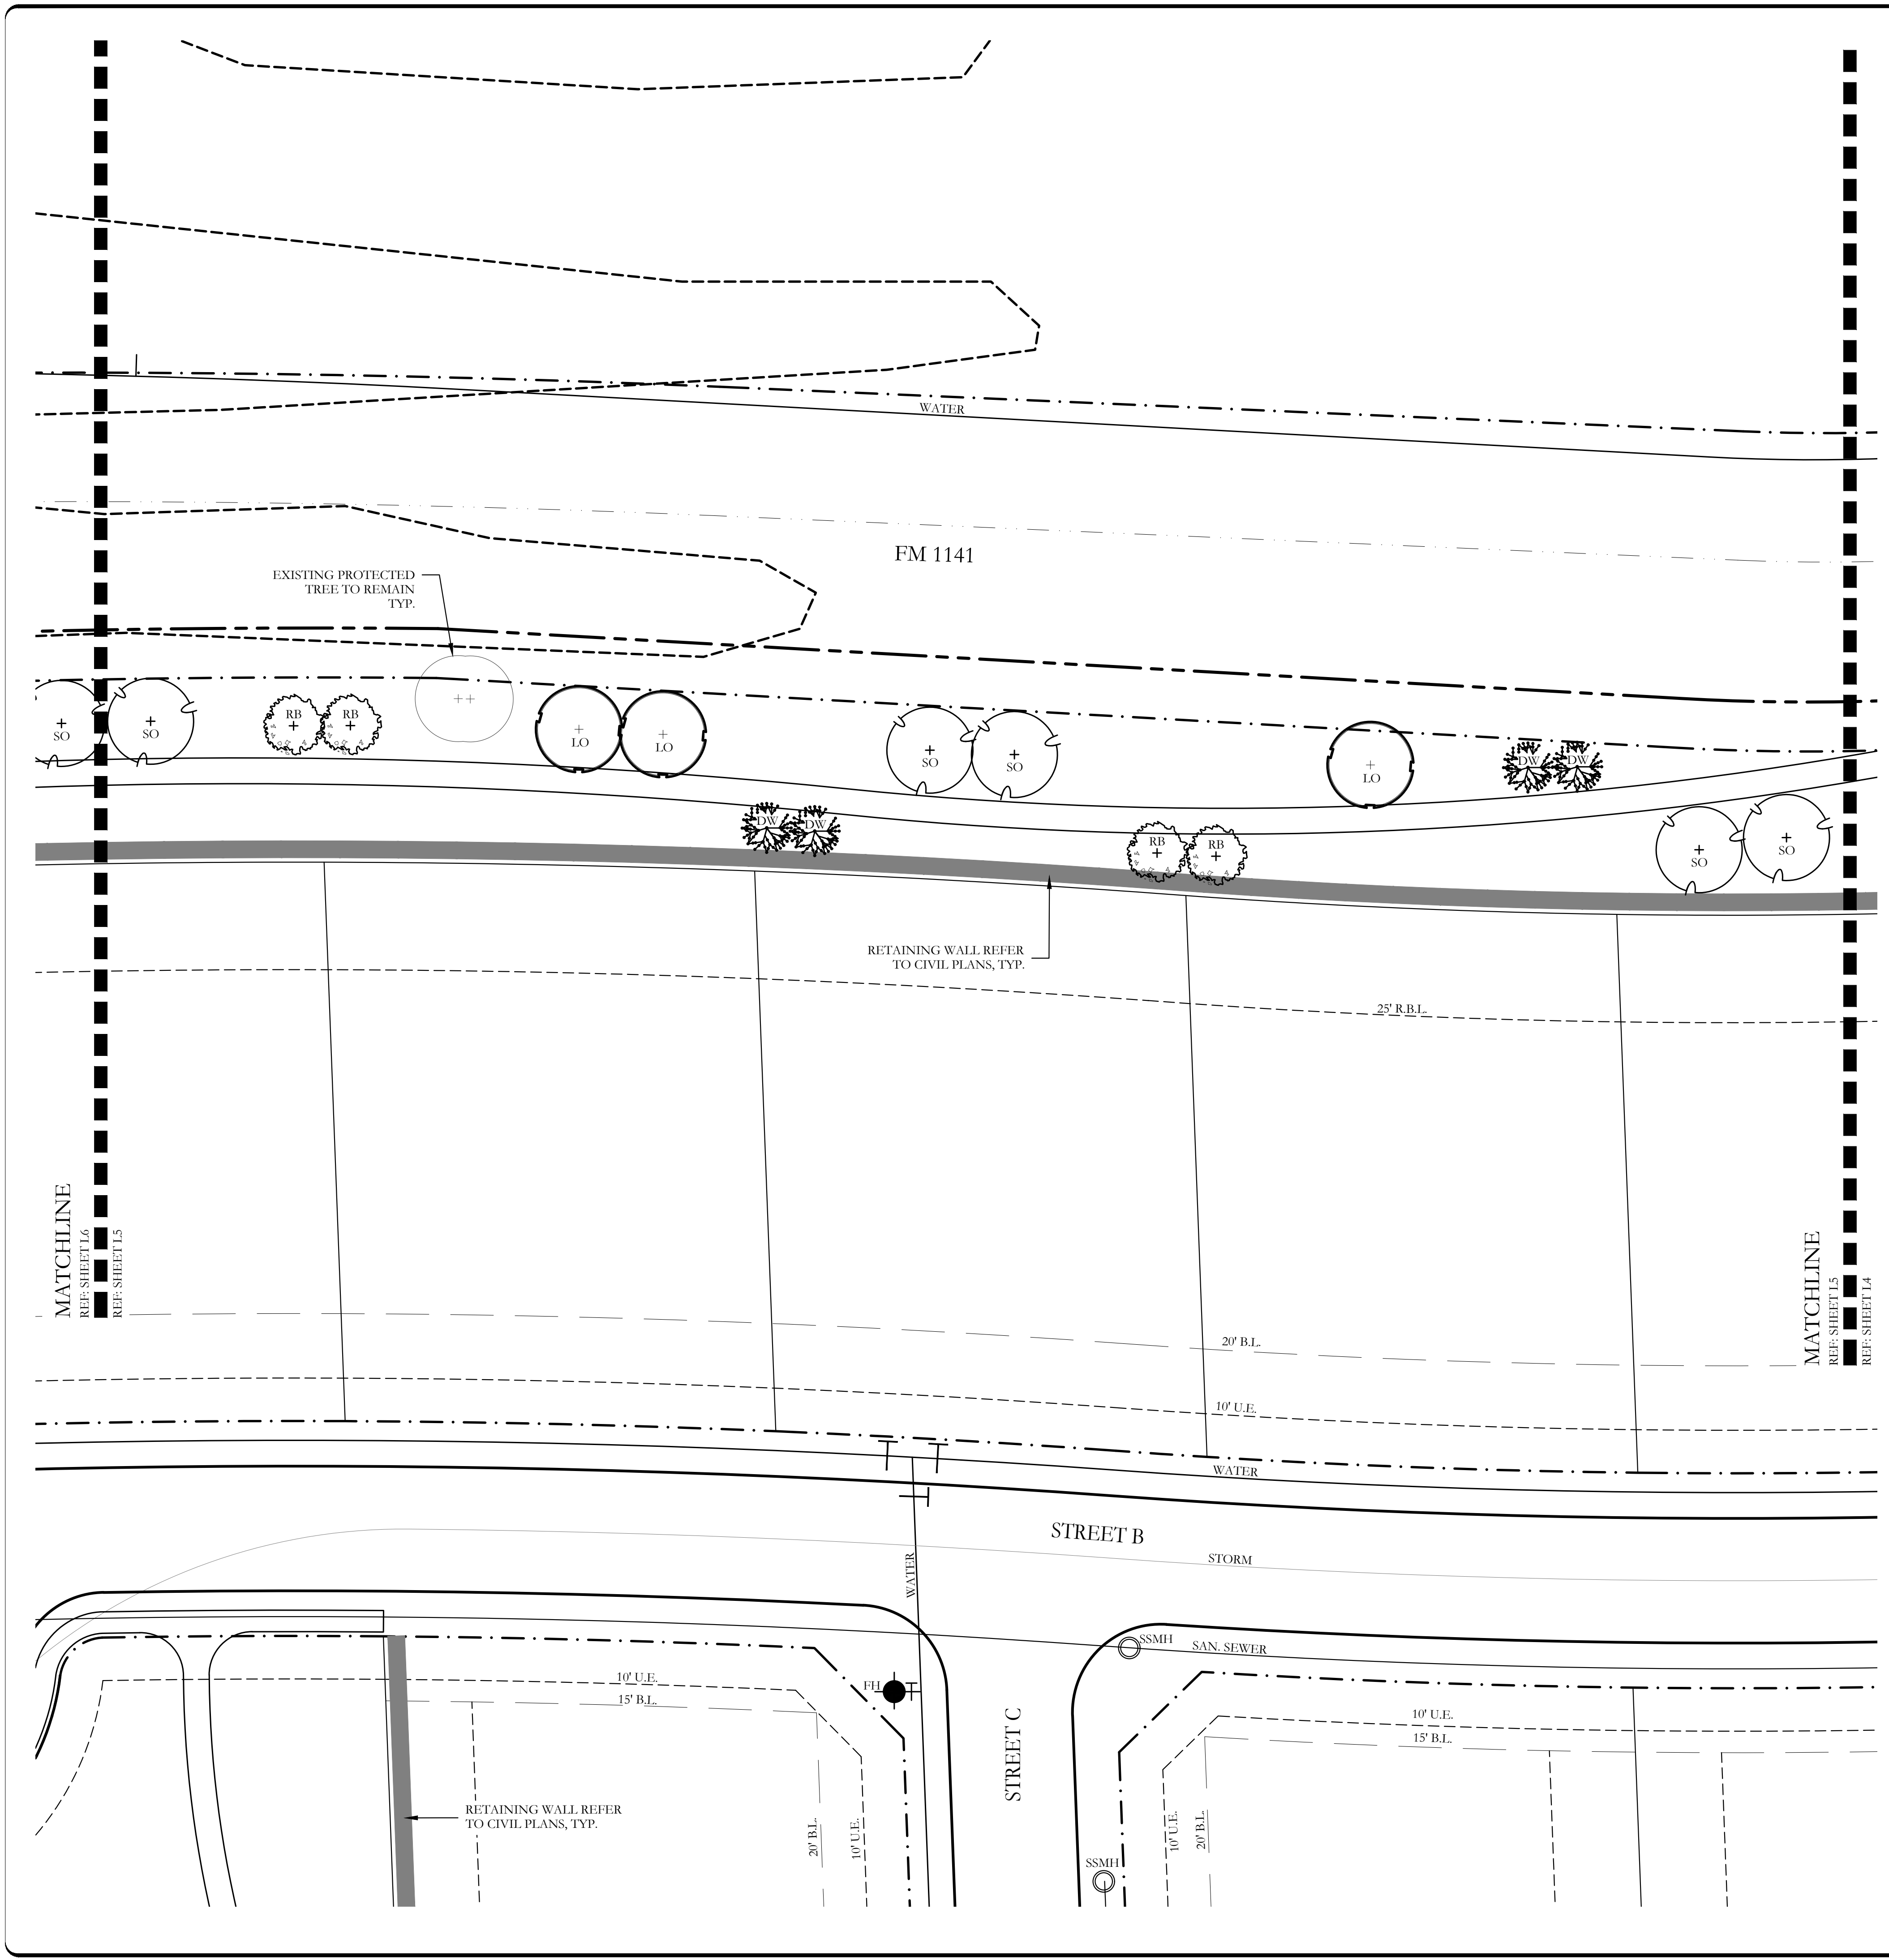 WATER
FM 1141
EXISTING PROTECTED
TREE TO REMAIN
TYP.
SO
SO
RB
RB
LO
LO
SO
SO
LO
DW
DW
DW
DW
RB
RB
SO
SO
RETAINING WALL REFER
TO CIVIL PLANS, TYP.
25' R.B.L.
MATCHLINE
REF: SHEET L6
REF: SHEET L5
MATCHLINE
REF: SHEET L5
REF: SHEET L4
20' B.L.
10' U.E.
WATER
STREET B
STORM
WATER
SSMH
SAN. SEWER
10' U.E.
15' B.L.
FH
STREET C
10' U.E.
15' B.L.
RETAINING WALL REFER
TO CIVIL PLANS, TYP.
20' B.L.
10' U.E.
10' U.E.
20' B.L.
SSMH